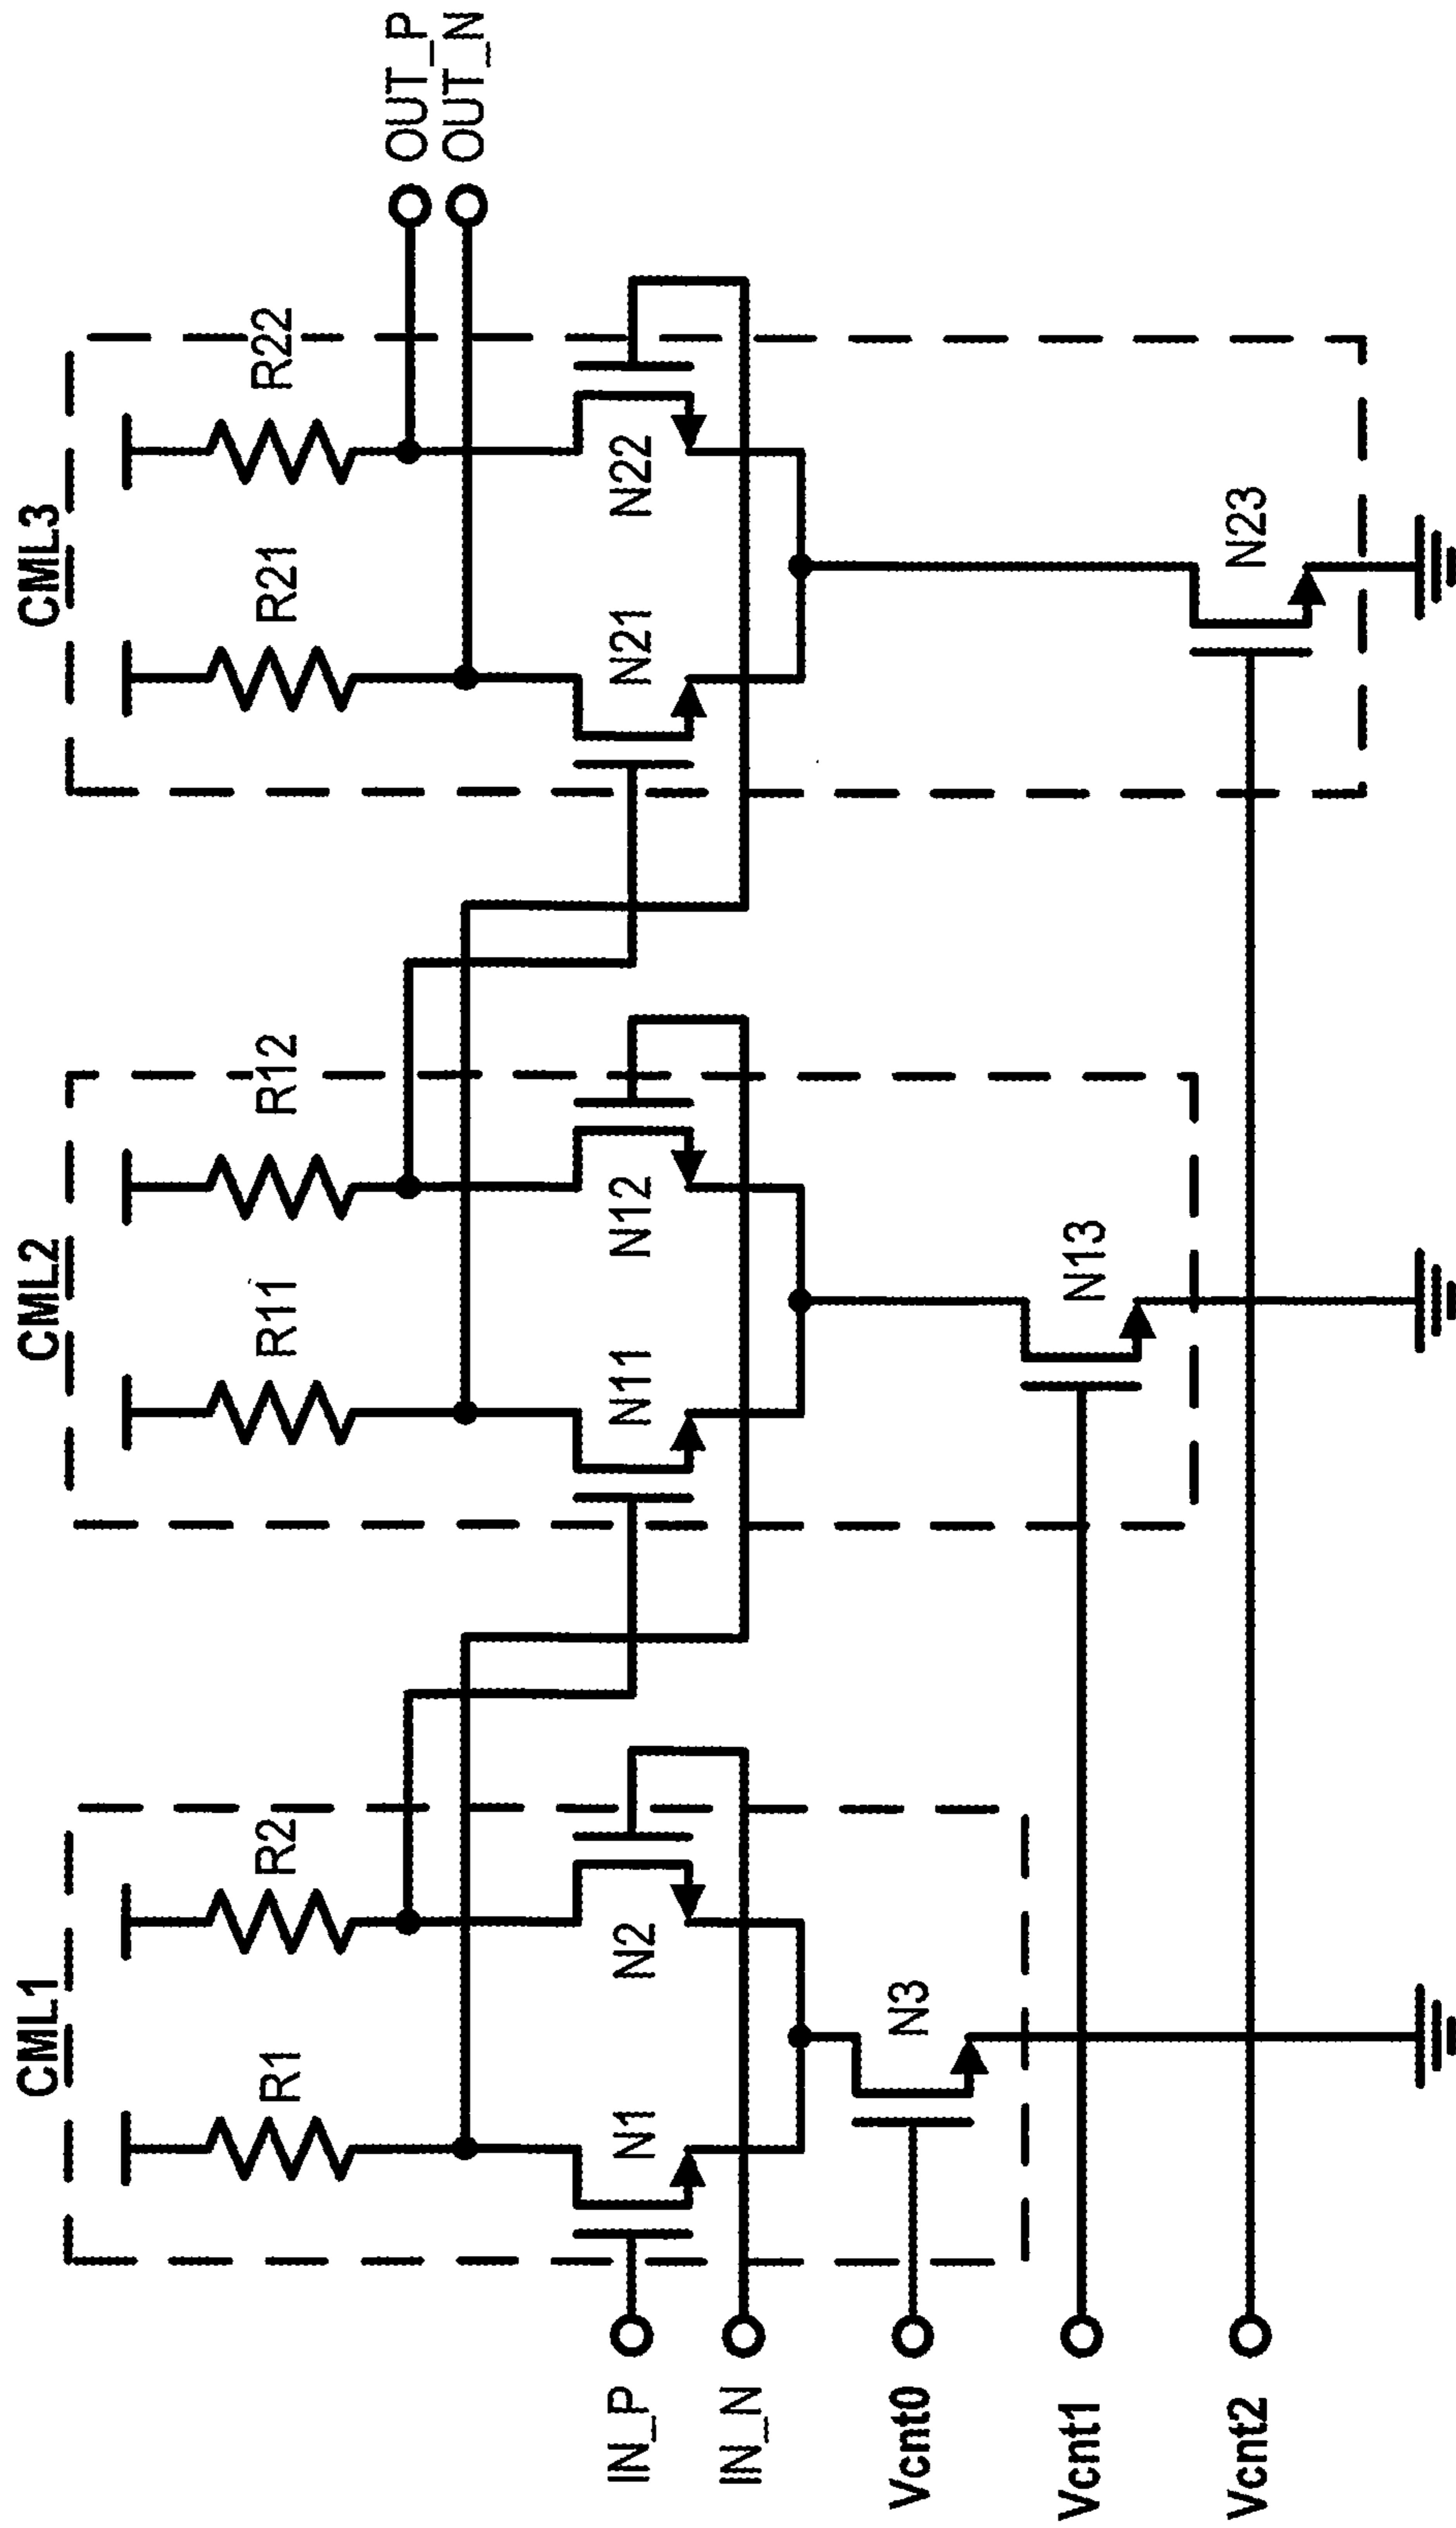 CML1
CML2
CML3
R1
R2
R11
R12
R21
R22
OUT_P
OUT_N
N1
N2
N11
N12
N21
N22
N3
N13
N23
IN_P
IN_N
Vcnt0
Vcnt1
Vcnt2